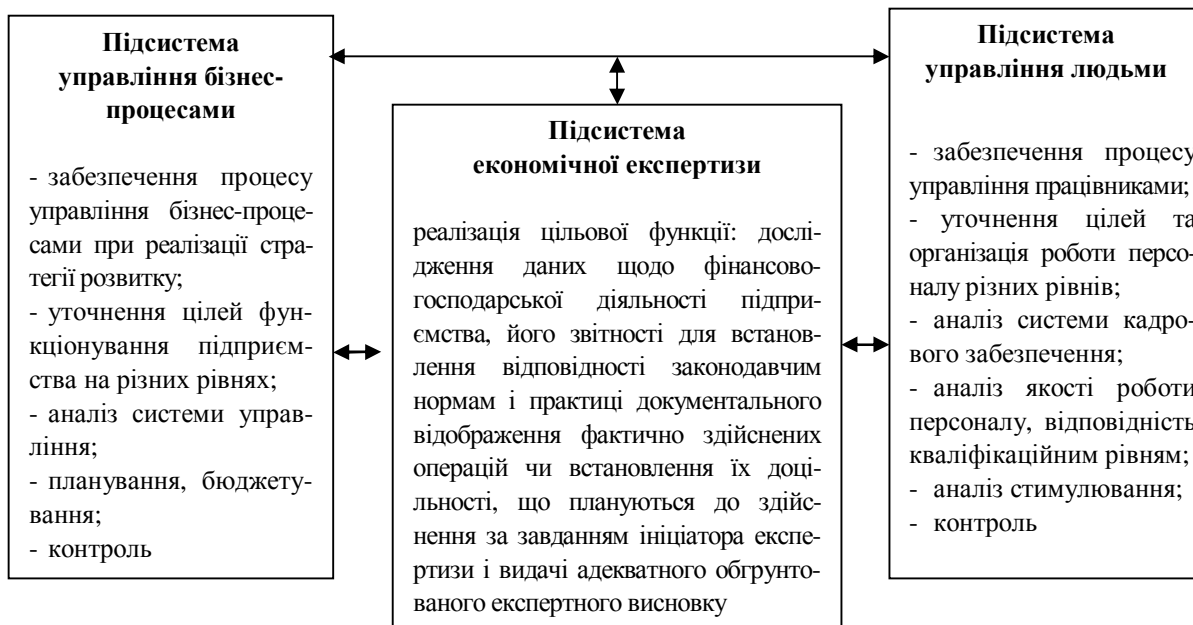 Підсистема
управління бізнес-
процесами
- забезпечення процесу
управління бізнес-проце-
сами при реалізації стра-
тегії розвитку;
- уточнення цілей фун-
кціонування підприєм-
ства на різних рівнях;
- аналіз системи управ-
ління;
- планування, бюджету-
вання;
- контроль
Підсистема
економічної експертизи
реалізація цільової функції: дослі-
дження даних щодо фінансово-
господарської діяльності підпри-
ємства, його звітності для встанов-
лення відповідності законодавчим
нормам і практиці документального
відображення фактично здійснених
операцій чи встановлення їх доці-
льності, що плануються до здійс-
нення за завданням ініціатора експе-
ртизи і видачі адекватного обгрунто-
ваного експертного висновку
Підсистема
управління людьми
- забезпечення процесу
управління працівниками;
- уточнення цілей та
організація роботи персо-
налу різних рівнів;
- аналіз системи кадро-
вого забезпечення;
- аналіз якості роботи
персоналу, відповідність
кваліфікаційним рівням;
- аналіз стимулювання;
- контроль